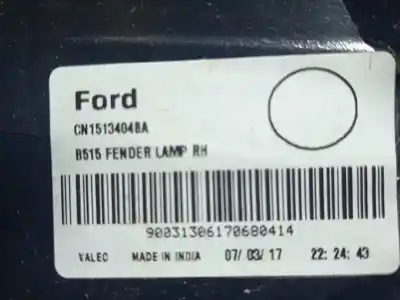 Ford
CN1513404BA
B515 FENDER LAMP RH
90031306170680414
VALEO MADE IN INDIA 07/ 03/ 17 22: 24: 43